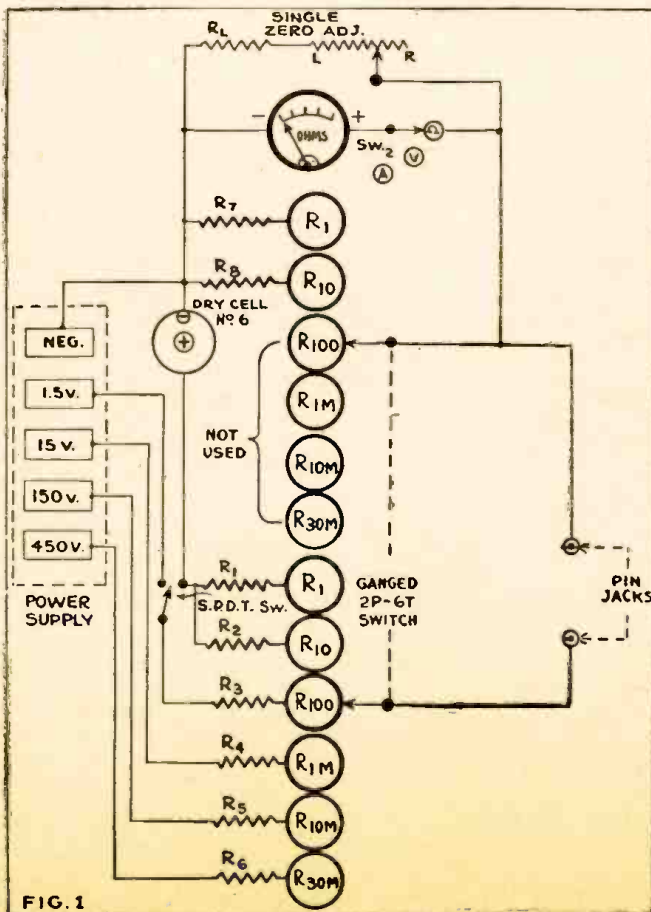 SINGLE
ZERO ADJ.
RL
L
R
-
+
OHMS
Sw.2
Ω
V
A
R7
R1
R8
R10
DRY CELL
No. 6
-
+
NEG.
R100
1.5v.
R1M
NOT
USED
15v.
R10M
150v.
R30M
450v.
POWER
SUPPLY
R1
R1
S.P.D.T. Sw.
GANGED
2P-6T
SWITCH
PIN
JACKS
R2
R10
R3
R100
R4
R1M
R5
R10M
R6
R30M
FIG.1